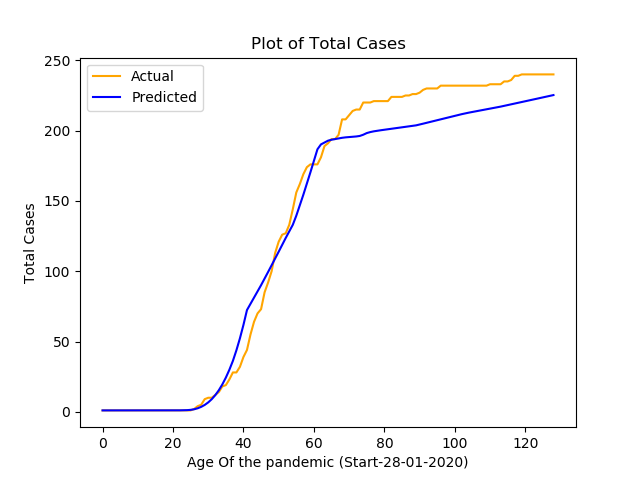 Plot of Total Cases
Actual
Predicted
250
200
150
100
50
0
Total Cases
0 20 40 60 80 100 120
Age Of the pandemic (Start-28-01-2020)